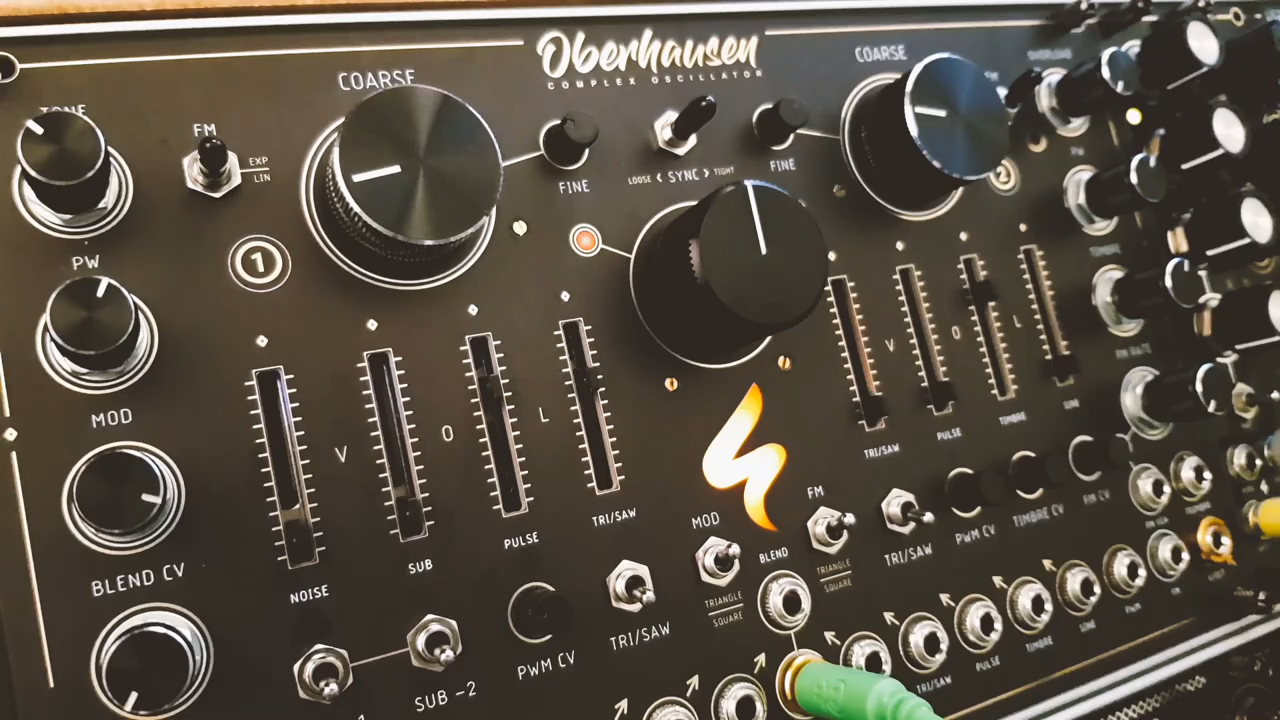 Oberhausen
COMPLEX OSCILLATOR
COARSE
COARSE
TONE
FM
EXP
LIN
FINE
LOOSE < SYNC > TIGHT
FINE
PW
1
2
MOD
BLEND CV
V
O
L
NOISE
SUB
PULSE
TRI/SAW
V
O
L
TRI/SAW
PULSE
TIMBRE
SINE
MOD
TRIANGLE
SQUARE
BLEND
FM
TRIANGLE
SQUARE
TRI/SAW
PWM CV
TIMBRE CV
FM CV
SUB -2
PWM CV
TRI/SAW
TRI/SAW
PULSE
TIMBRE
SINE
PWM
FM